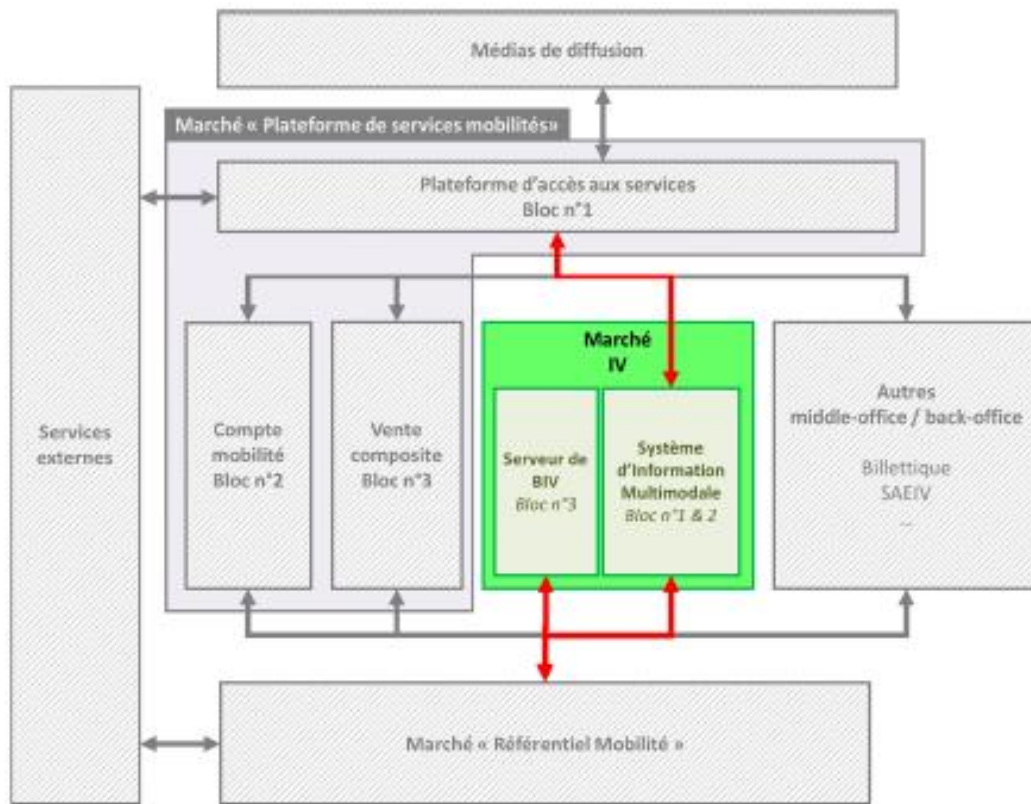 Médias de diffusion
Marché « Plateforme de services mobilités»
Plateforme d'accès aux services
Bloc n°1
Services
externes
Compte
mobilité
Bloc n°2
Vente
composite
Bloc n°3
Marché
IV
Serveur de
BIV
Bloc n°3
Système
d'Information
Multimodale
Bloc n°1 & 2
Autres
middle-office / back-office
Billettique
SAEIV
...
Marché « Référentiel Mobilité »